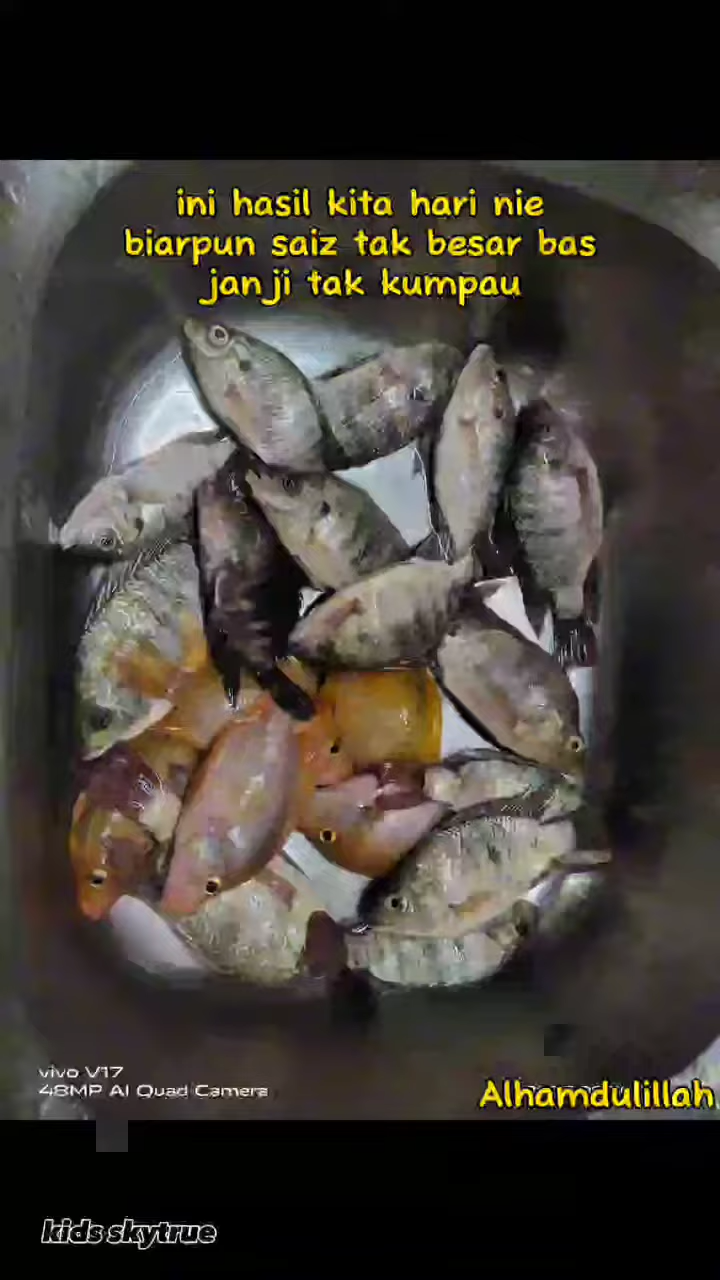 ini hasil kita hari nie
biarpun saiz tak besar bas
janji tak kumpau
vivo V17
48MP AI Quad Camera
Alhamdulillah
kids skytrue